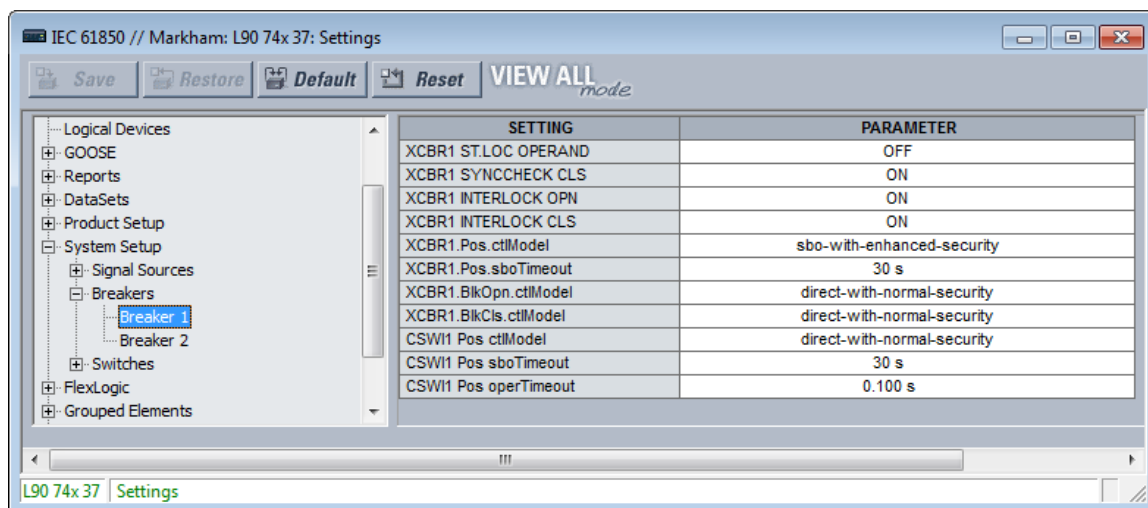 IEC 61850 // Markham: L90 74x 37: Settings
Save Restore Default Reset VIEW ALL mode
Logical Devices
GOOSE
Reports
DataSets
Product Setup
System Setup
Signal Sources
Breakers
Breaker 1
Breaker 2
Switches
FlexLogic
Grouped Elements
SETTING PARAMETER
XCBR1 ST.LOC OPERAND OFF
XCBR1 SYNCCHECK CLS ON
XCBR1 INTERLOCK OPN ON
XCBR1 INTERLOCK CLS ON
XCBR1.Pos.ctlModel sbo-with-enhanced-security
XCBR1.Pos.sboTimeout 30 s
XCBR1.BlkOpn.ctlModel direct-with-normal-security
XCBR1.BlkCls.ctlModel direct-with-normal-security
CSWI1 Pos ctlModel direct-with-normal-security
CSWI1 Pos sboTimeout 30 s
CSWI1 Pos operTimeout 0.100 s
L90 74x 37 Settings